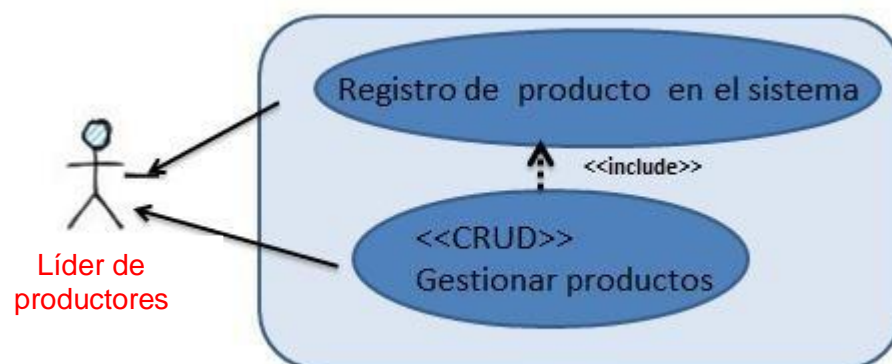 Registro de producto en el sistema
<<include>>
<<CRUD>>
Gestionar productos
Líder de
productores